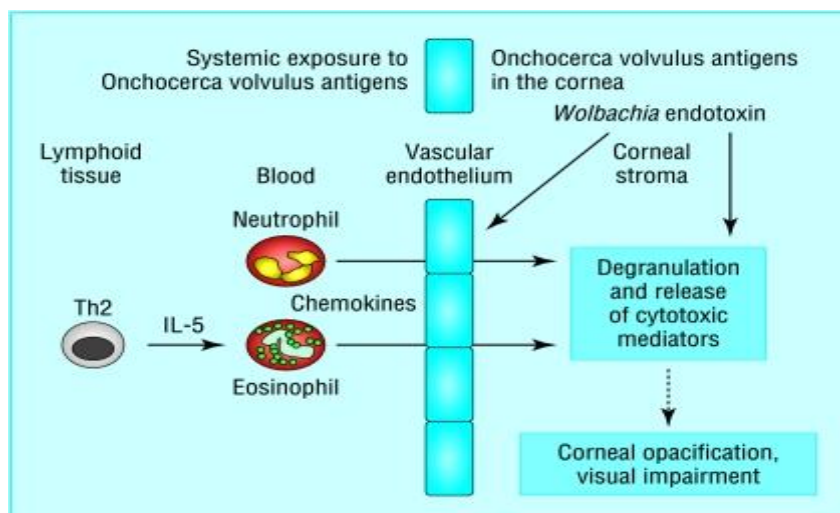 Systemic exposure to
Onchocerca volvulus antigens
Onchocerca volvulus antigens
in the cornea
Wolbachia endotoxin
Lymphoid
tissue
Blood
Vascular
endothelium
Corneal
stroma
Neutrophil
Th2
IL-5
Chemokines
Eosinophil
Degranulation
and release
of cytotoxic
mediators
Corneal opacification,
visual impairment